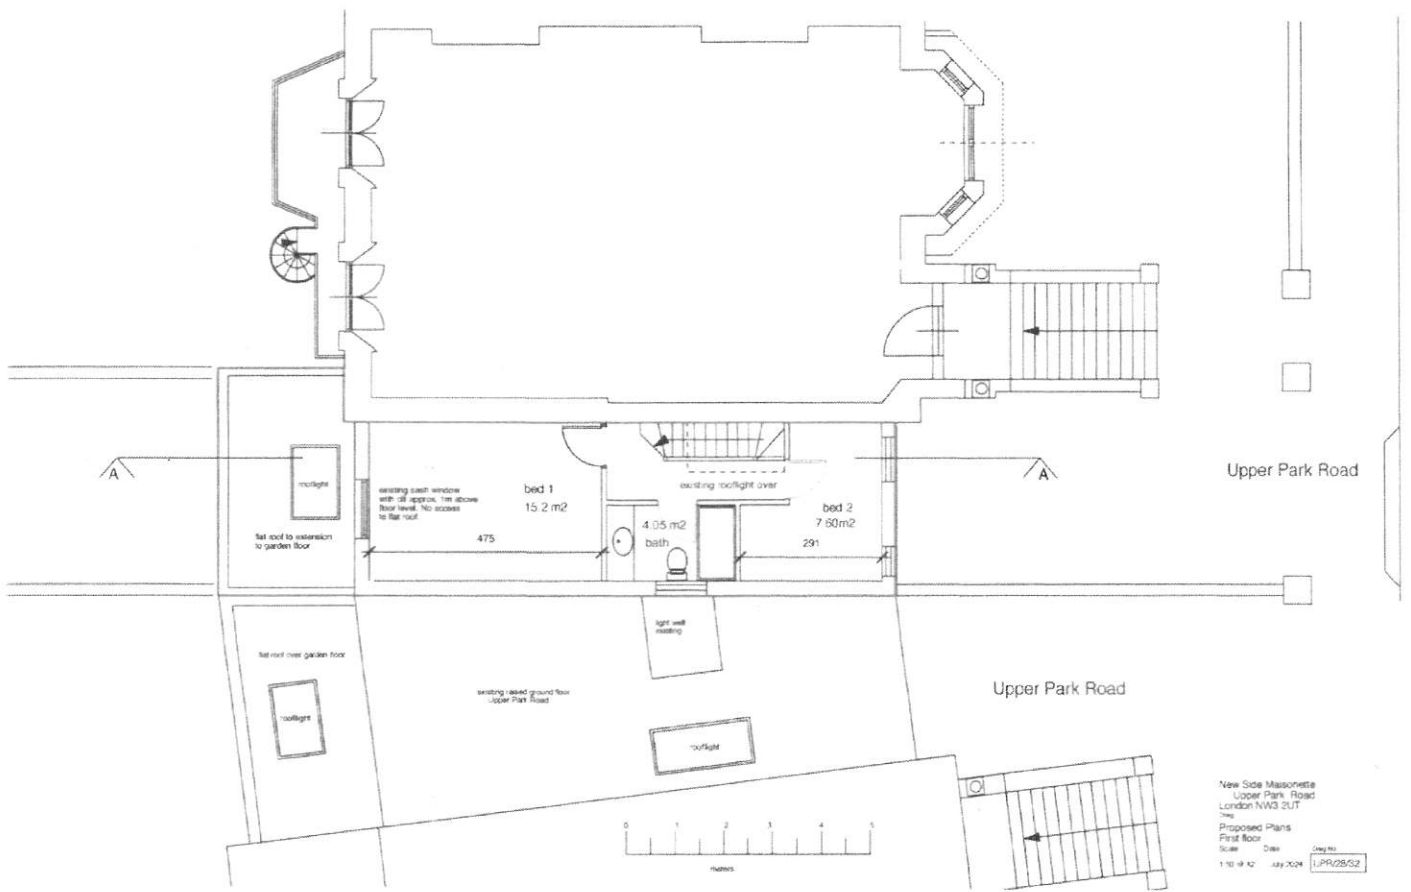 A
rooflight
existing sash window
with cill approx. 1m above
floor level. No access
to flat roof
bed 1
15.2 m2
existing rooflight over
bed 2
7.60m2
A
Upper Park Road
flat roof to extension
to garden floor
475
4.05 m2
bath
291
light well
existing
flat roof over garden floor
existing raised ground floor
Upper Park Road
Upper Park Road
rooflight
rooflight
0 1 2 3 4 5
meters
New Side Maisonette
Upper Park Road
London NW3 2UT
Proposed Plans
First floor
Scale Date Drwg No
July 2024 UPR/28/32